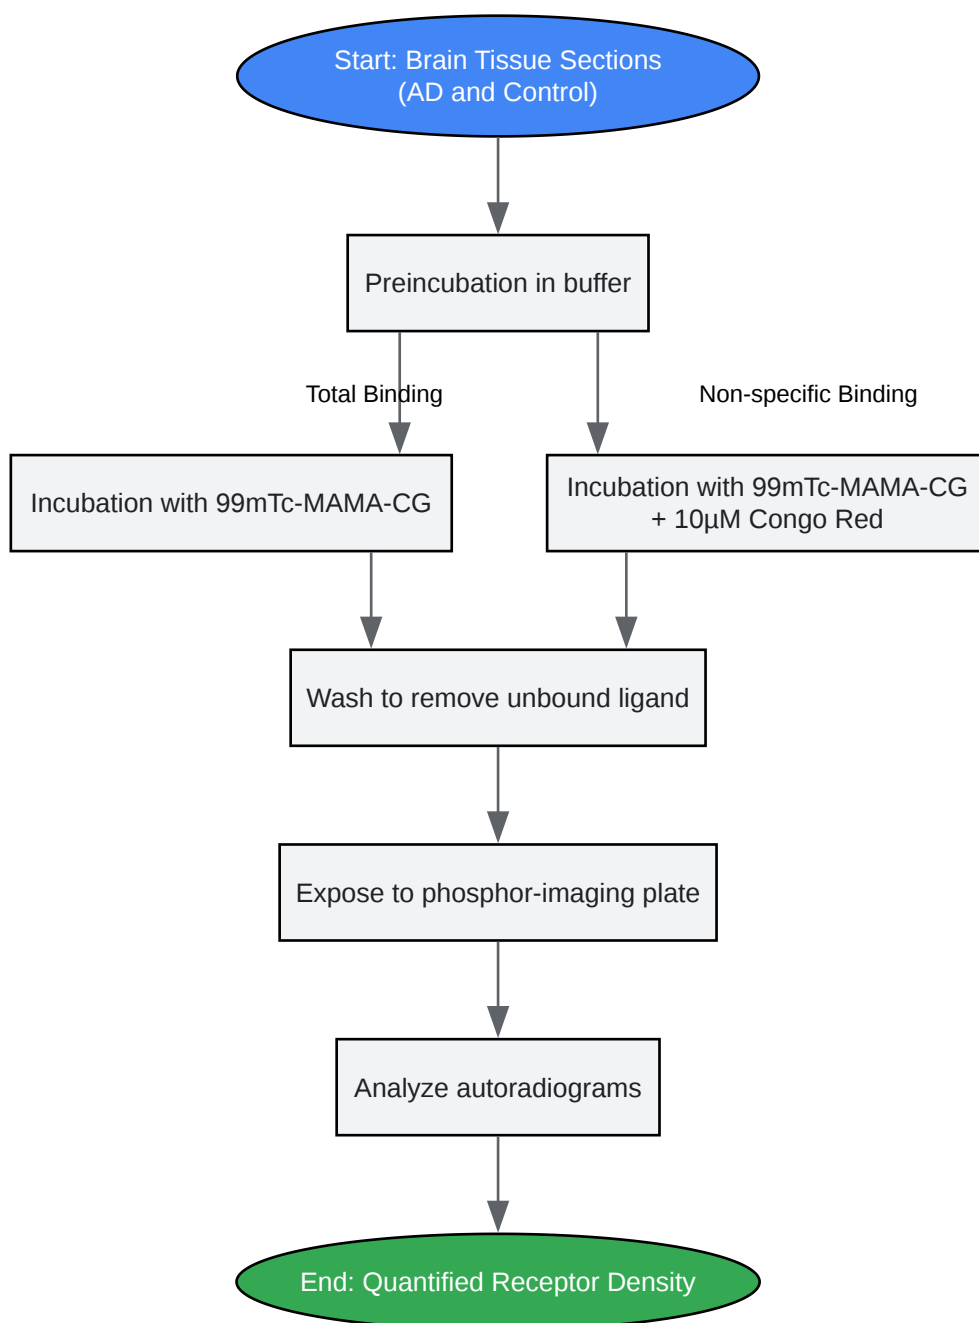 Start: Brain Tissue Sections
(AD and Control)
Preincubation in buffer
Total Binding
Non-specific Binding
Incubation with 99mTc-MAMA-CG
Incubation with 99mTc-MAMA-CG
+ 10µM Congo Red
Wash to remove unbound ligand
Expose to phosphor-imaging plate
Analyze autoradiograms
End: Quantified Receptor Density